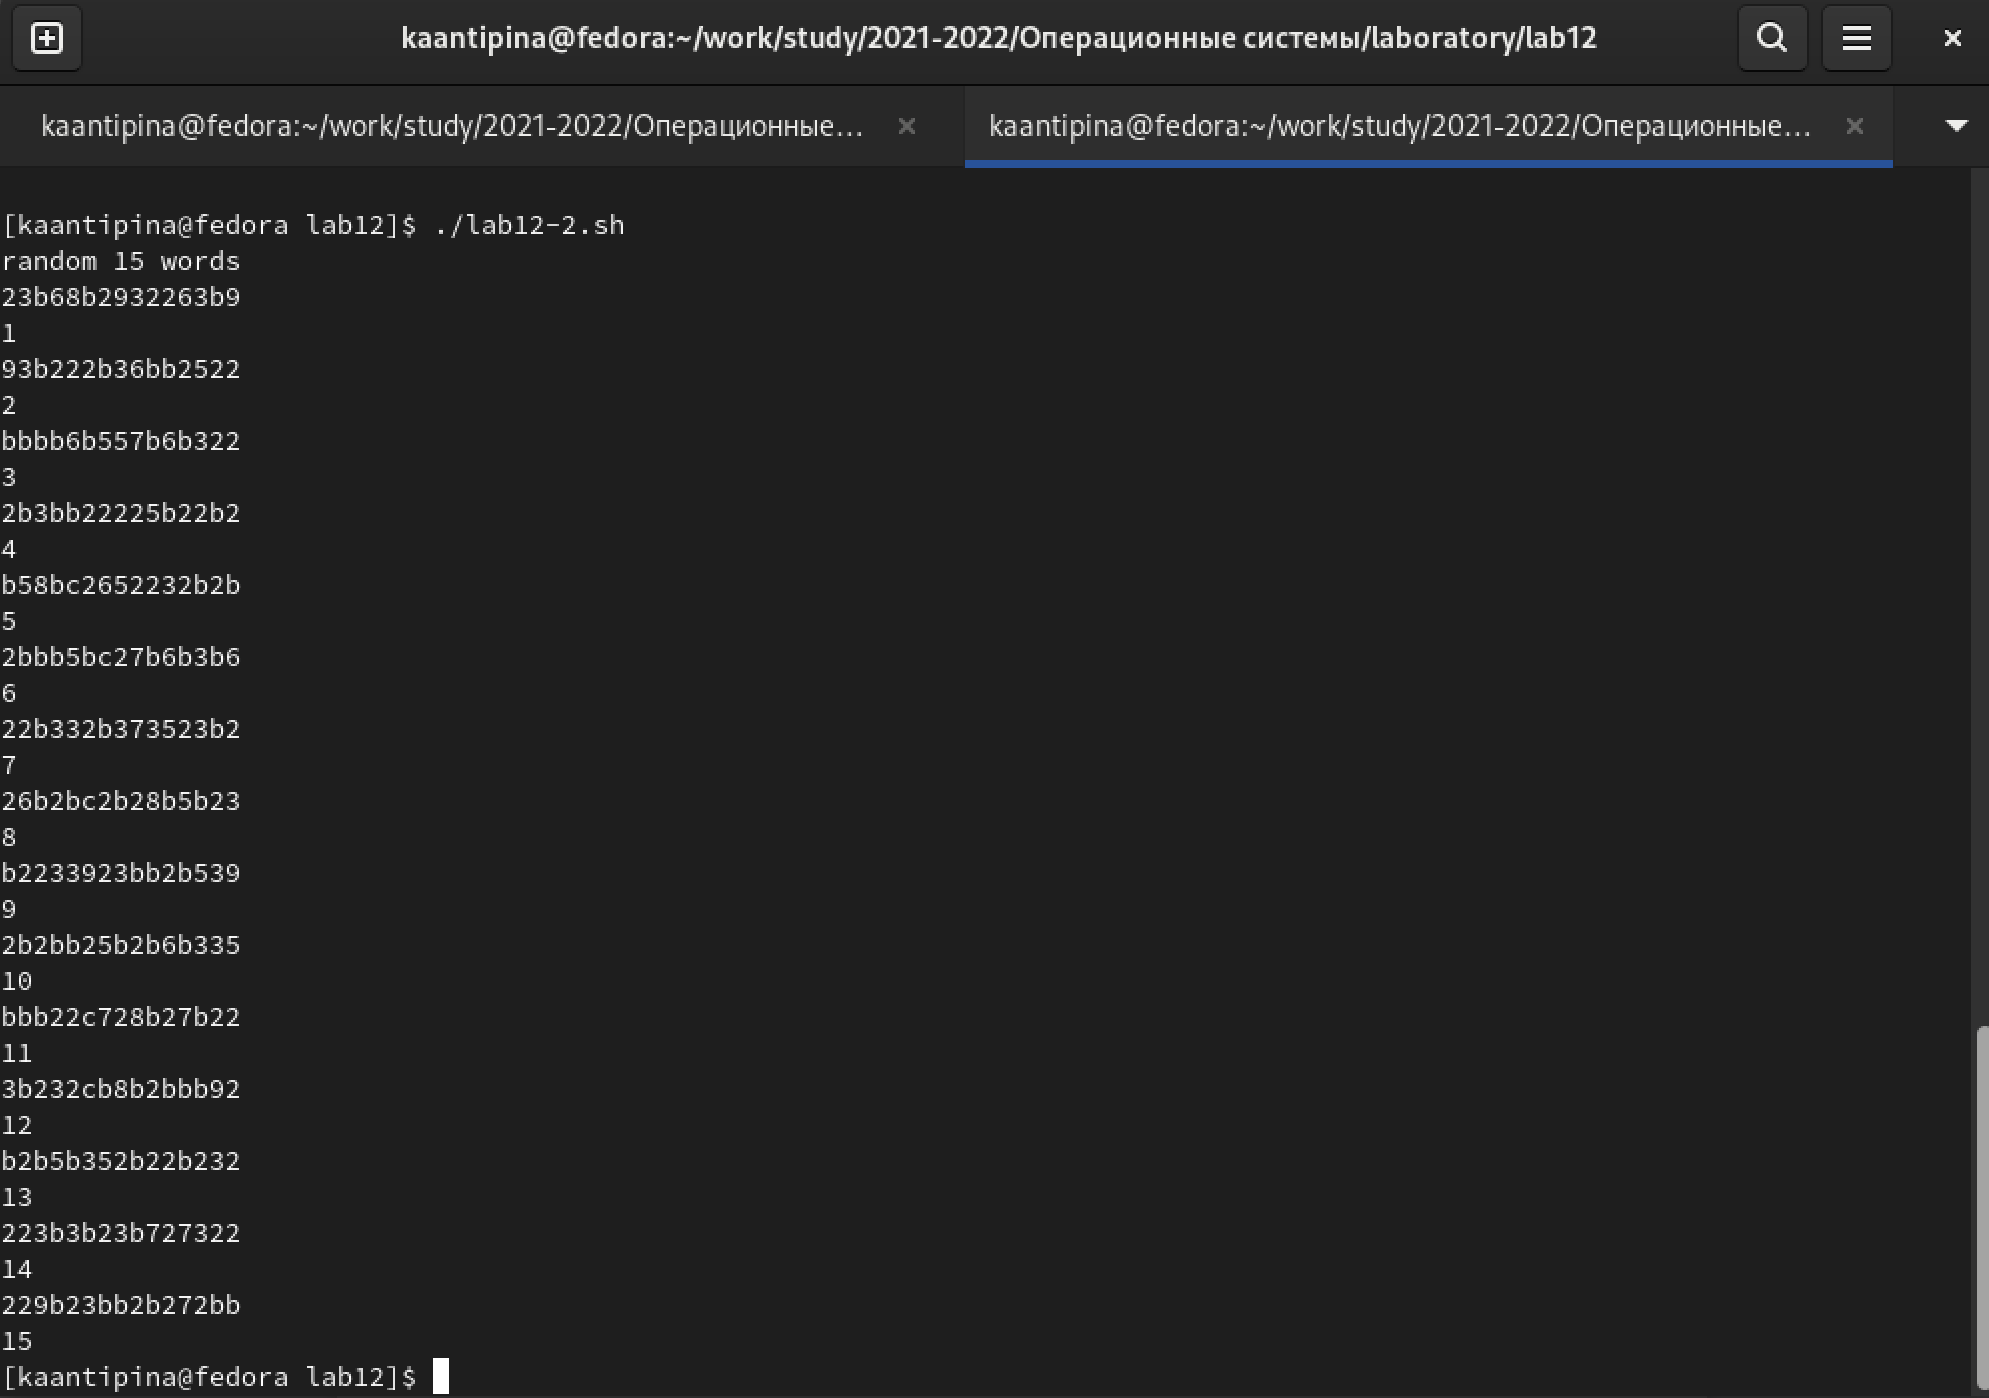 kaantipina@fedora:~/work/study/2021-2022/Операционные системы/laboratory/lab12
kaantipina@fedora:~/work/study/2021-2022/Операционные...
kaantipina@fedora:~/work/study/2021-2022/Операционные...
[kaantipina@fedora lab12]$ ./lab12-2.sh
random 15 words
23b68b2932263b9
1
93b222b36bb2522
2
bbbb6b557b6b322
3
2b3bb22225b22b2
4
b58bc2652232b2b
5
2bbb5bc27b6b3b6
6
22b332b373523b2
7
26b2bc2b28b5b23
8
b2233923bb2b539
9
2b2bb25b2b6b335
10
bbb22c728b27b22
11
3b232cb8b2bbb92
12
b2b5b352b22b232
13
223b3b23b727322
14
229b23bb2b272bb
15
[kaantipina@fedora lab12]$